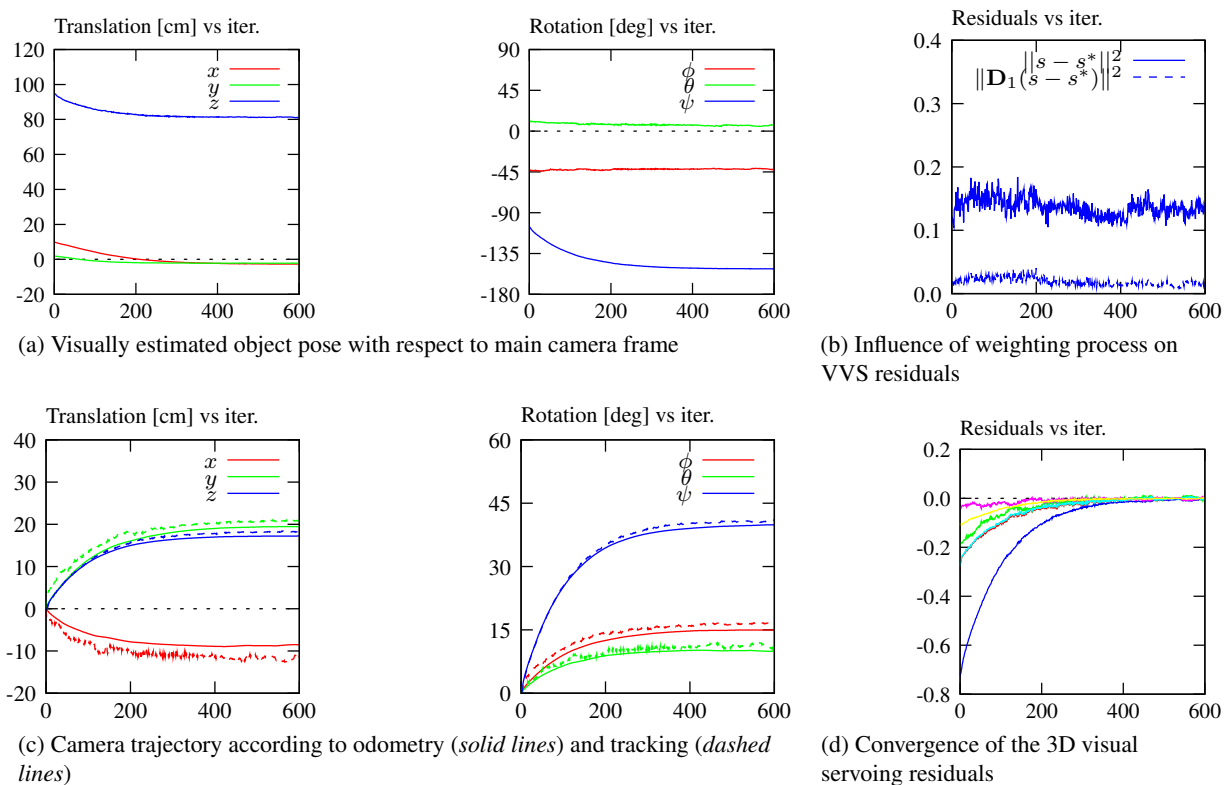 Translation [cm] vs iter.
120
100
80
60
40
20
0
-20
0 200 400 600
x
y
z
Rotation [deg] vs iter.
90
45
0
-45
-90
-135
-180
0 200 400 600
ϕ
θ
ψ
(a) Visually estimated object pose with respect to main camera frame
Residuals vs iter.
0.4
0.3
0.2
0.1
0.0
0 200 400 600
||s − s*||²
||D₁(s − s*)||²
(b) Influence of weighting process on
VVS residuals
Translation [cm] vs iter.
40
30
20
10
0
-10
-20
0 200 400 600
x
y
z
Rotation [deg] vs iter.
60
45
30
15
0
0 200 400 600
ϕ
θ
ψ
(c) Camera trajectory according to odometry (solid lines) and tracking (dashed
lines)
Residuals vs iter.
0.2
0.0
-0.2
-0.4
-0.6
-0.8
0 200 400 600
(d) Convergence of the 3D visual
servoing residuals